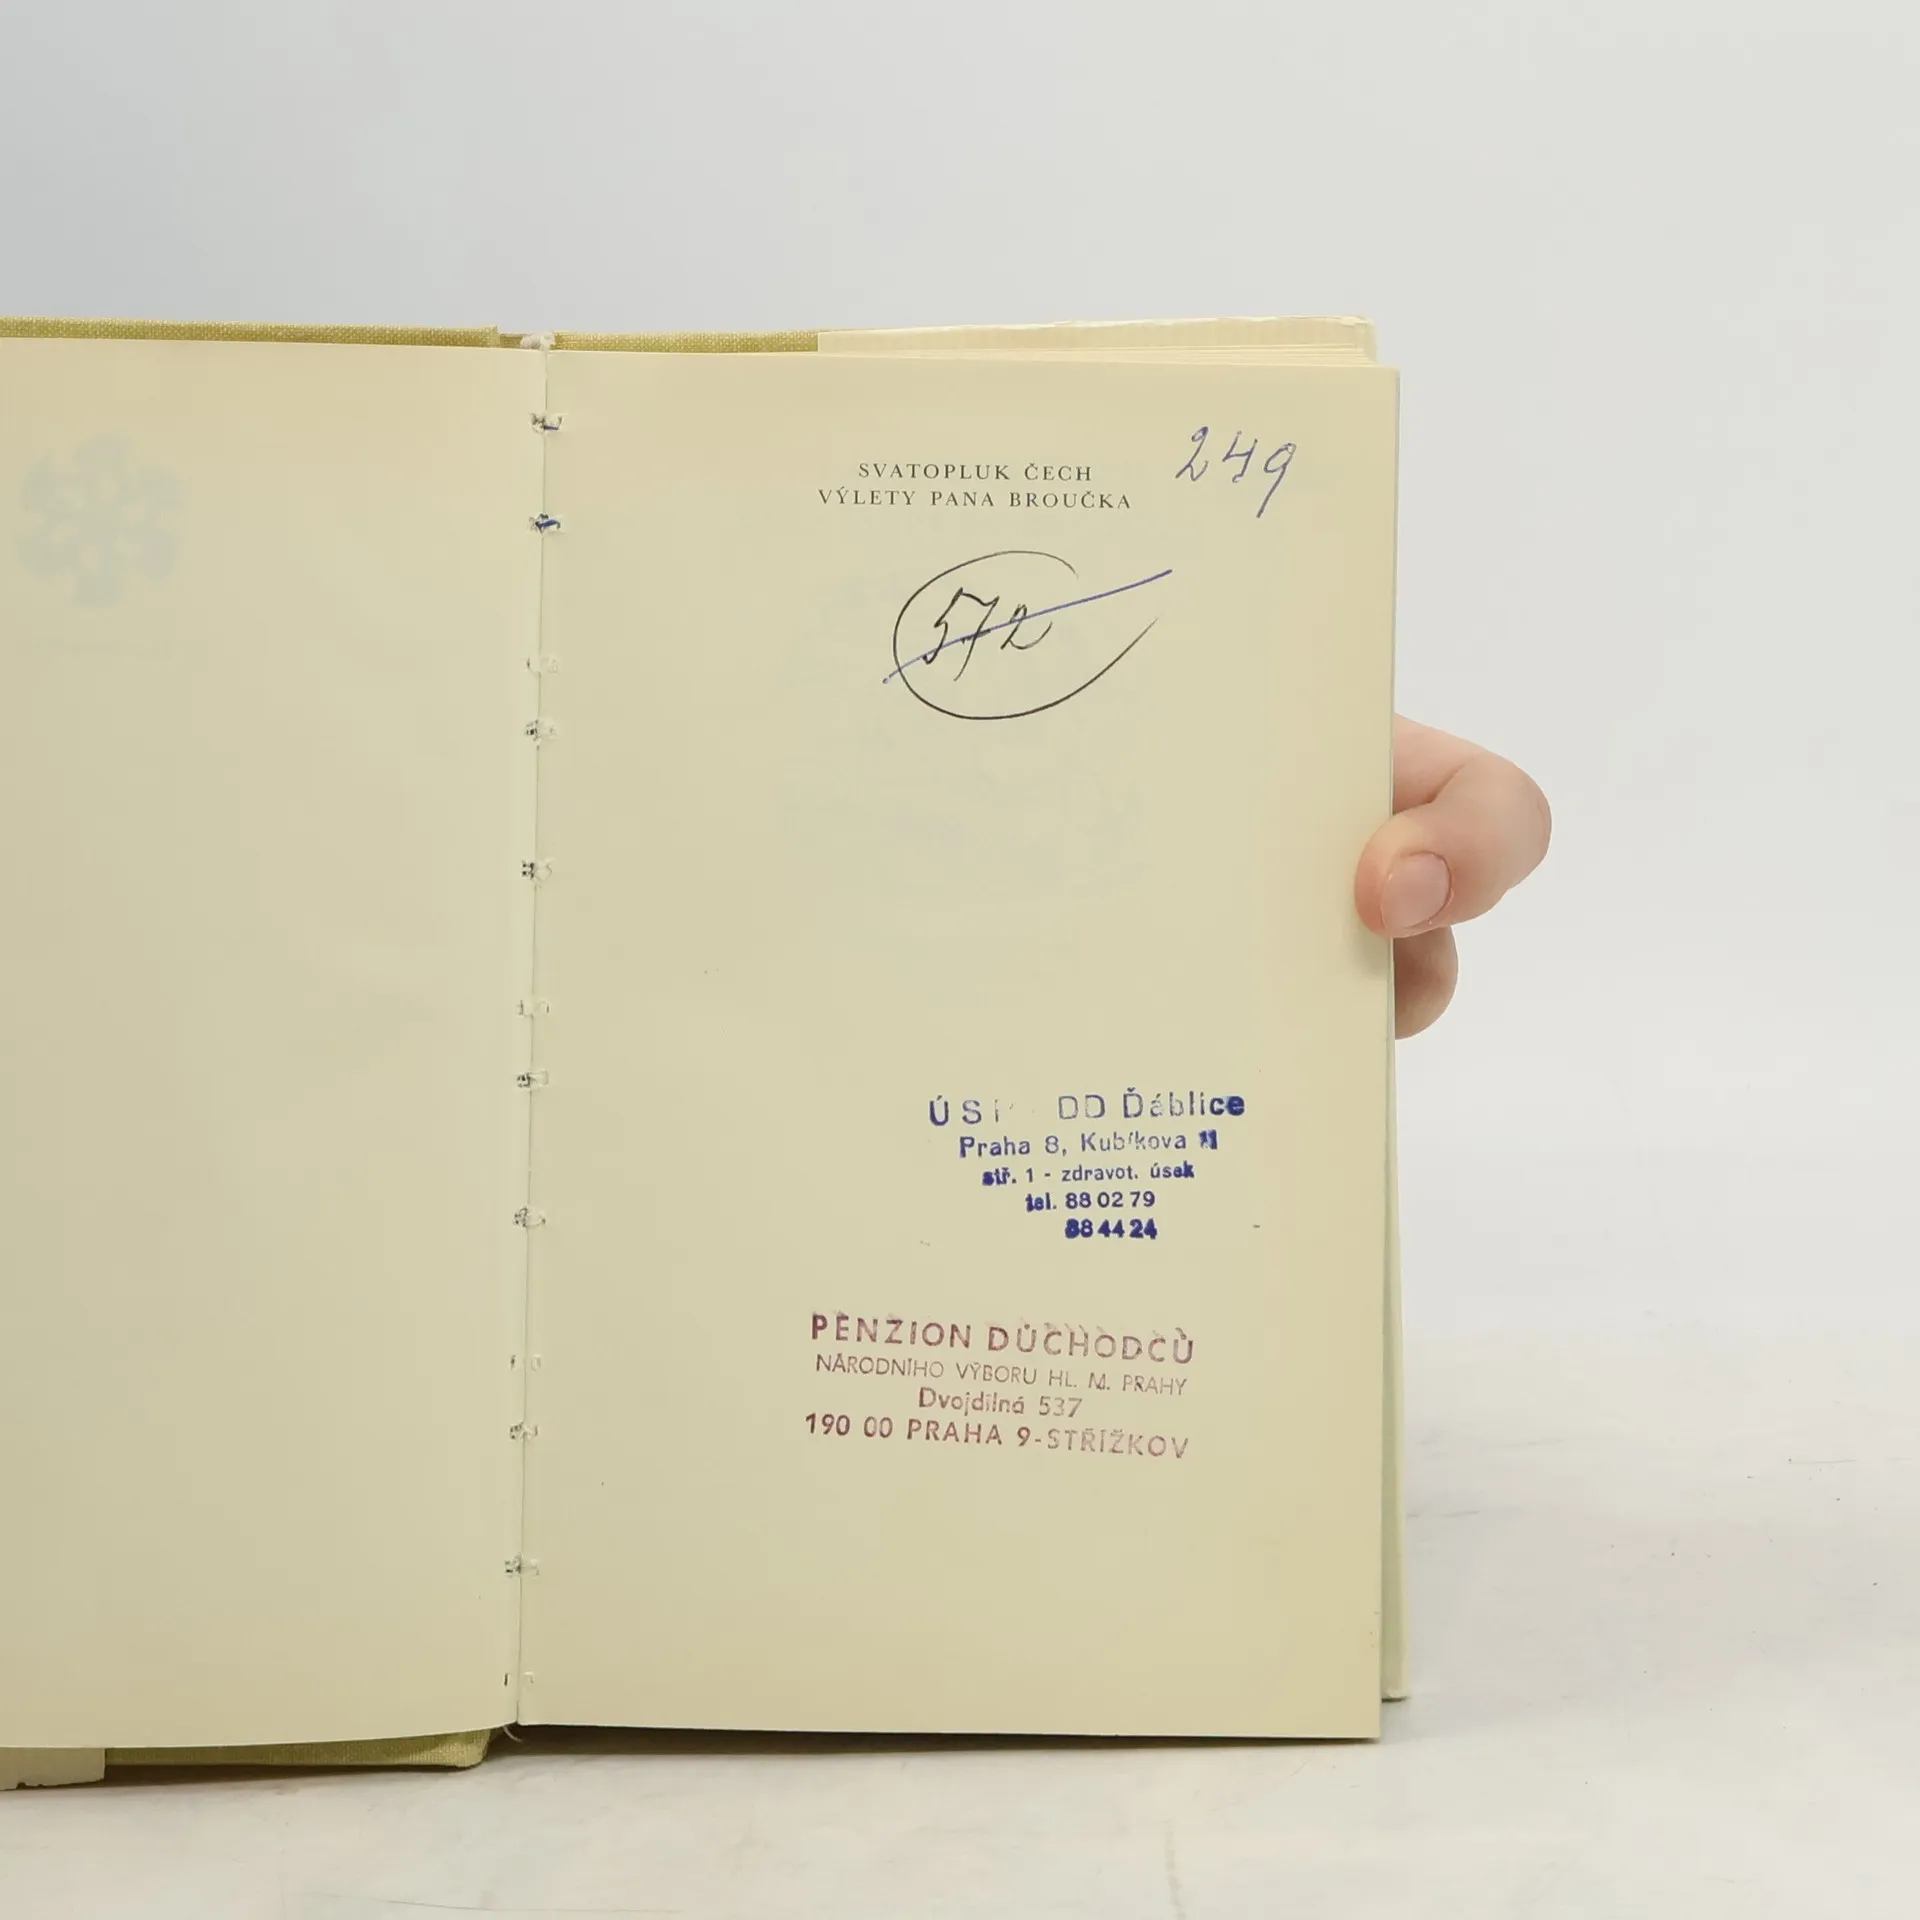 SVATOPLUK ČECH
VÝLETY PANA BROUČKA
249
572
DD Ďáblice
Praha 8, Kubíkova 11
stř. 1 - zdravot. úsek
tel. 88 02 79
88 44 24
PENZION DŮCHODCŮ
NÁRODNÍHO VÝBORU HL. M. PRAHY
Dvojdílná 537
190 00 PRAHA 9-STŘÍŽKOV